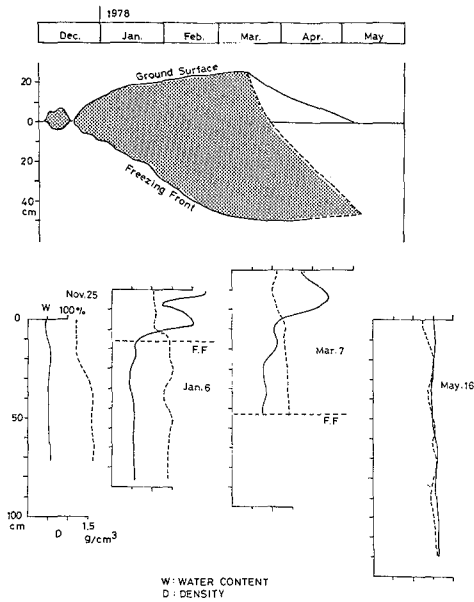 1978
Dec. Jan. Feb. Mar. Apr. May
Ground Surface
20
0
20
40
cm
Freezing Front
Nov.25
W 100%
0
50
100
cm
D 1.5
g/cm3
F.F
Jan.6
Mar.7
F.F
May.16
W: WATER CONTENT
D: DENSITY